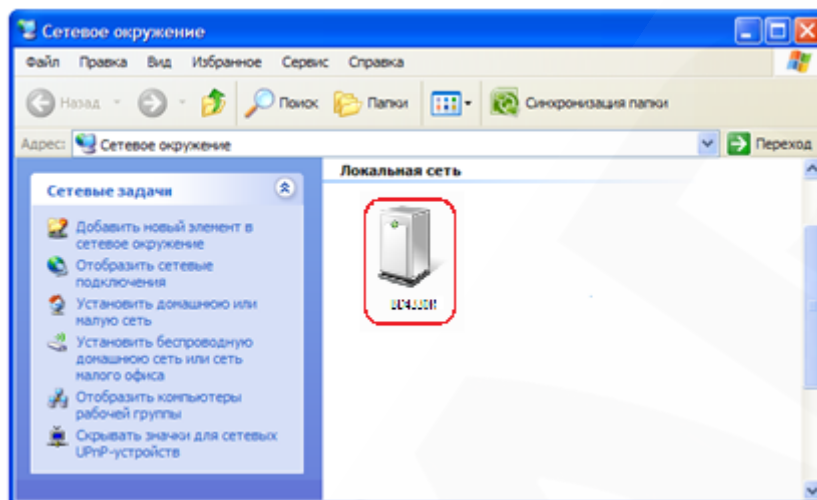 Сетевое окружение
Файл Правка Вид Избранное Сервис Справка
Назад Поиск Папки Синхронизация папки
Адрес: Сетевое окружение Переход
Локальная сеть
Сетевые задачи
Добавить новый элемент в
сетевое окружение
Отобразить сетевые
подключения
Установить домашнюю или
малую сеть
Установить беспроводную
домашнюю сеть или сеть
малого офиса
Отобразить компьютеры
рабочей группы
Скрывать значки для сетевых
UPnP-устройств